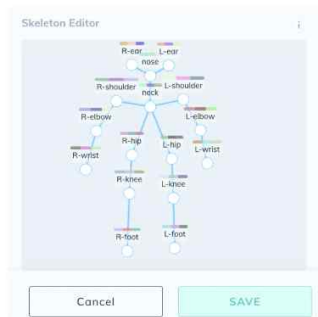 Skeleton Editor
R-ear L-ear
nose
R-shoulder L-shoulder
neck
R-elbow L-elbow
R-hip L-hip
R-wrist L-wrist
R-knee L-knee
R-foot L-foot
Cancel SAVE